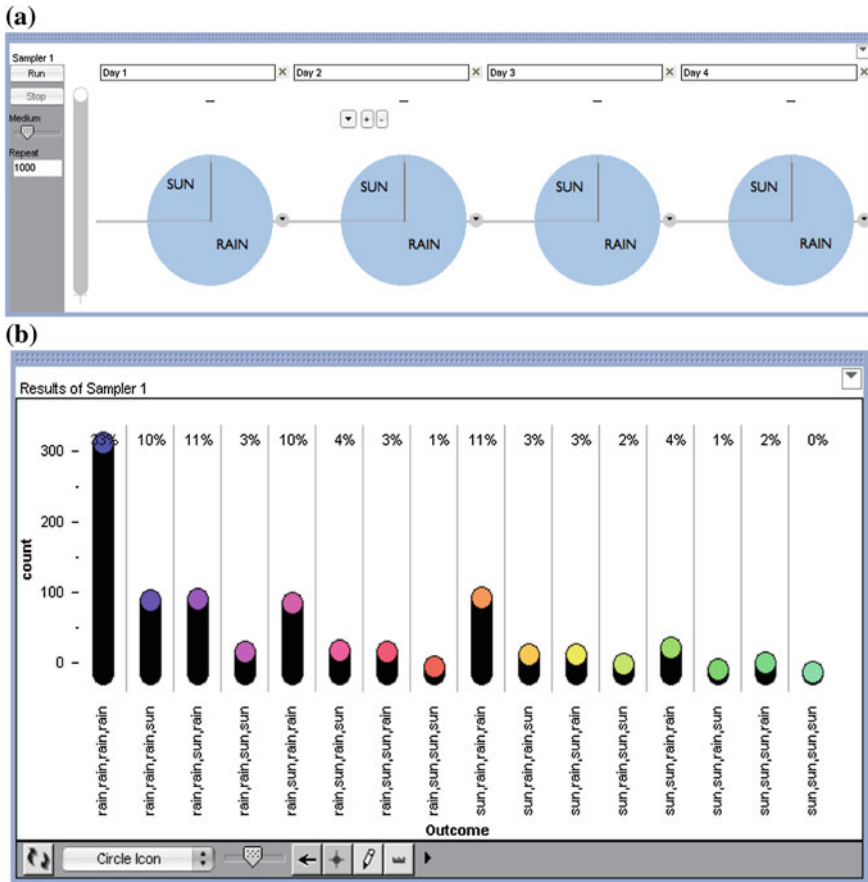 (a)
Sampler 1
Run
Stop
Medium
Repeat
1000
Day 1
Day 2
Day 3
Day 4
SUN
RAIN
SUN
RAIN
SUN
RAIN
SUN
RAIN
(b)
Results of Sampler 1
33% 10% 11% 3% 10% 4% 3% 1% 11% 3% 3% 2% 4% 1% 2% 0%
300
200
100
0
count
rain,rain,rain,rain
rain,rain,rain,sun
rain,rain,sun,rain
rain,rain,sun,sun
rain,sun,rain,rain
rain,sun,rain,sun
rain,sun,sun,rain
rain,sun,sun,sun
sun,rain,rain,rain
sun,rain,rain,sun
sun,rain,sun,rain
sun,rain,sun,sun
sun,sun,rain,rain
sun,sun,rain,sun
sun,sun,sun,rain
sun,sun,sun,sun
Outcome
Circle Icon